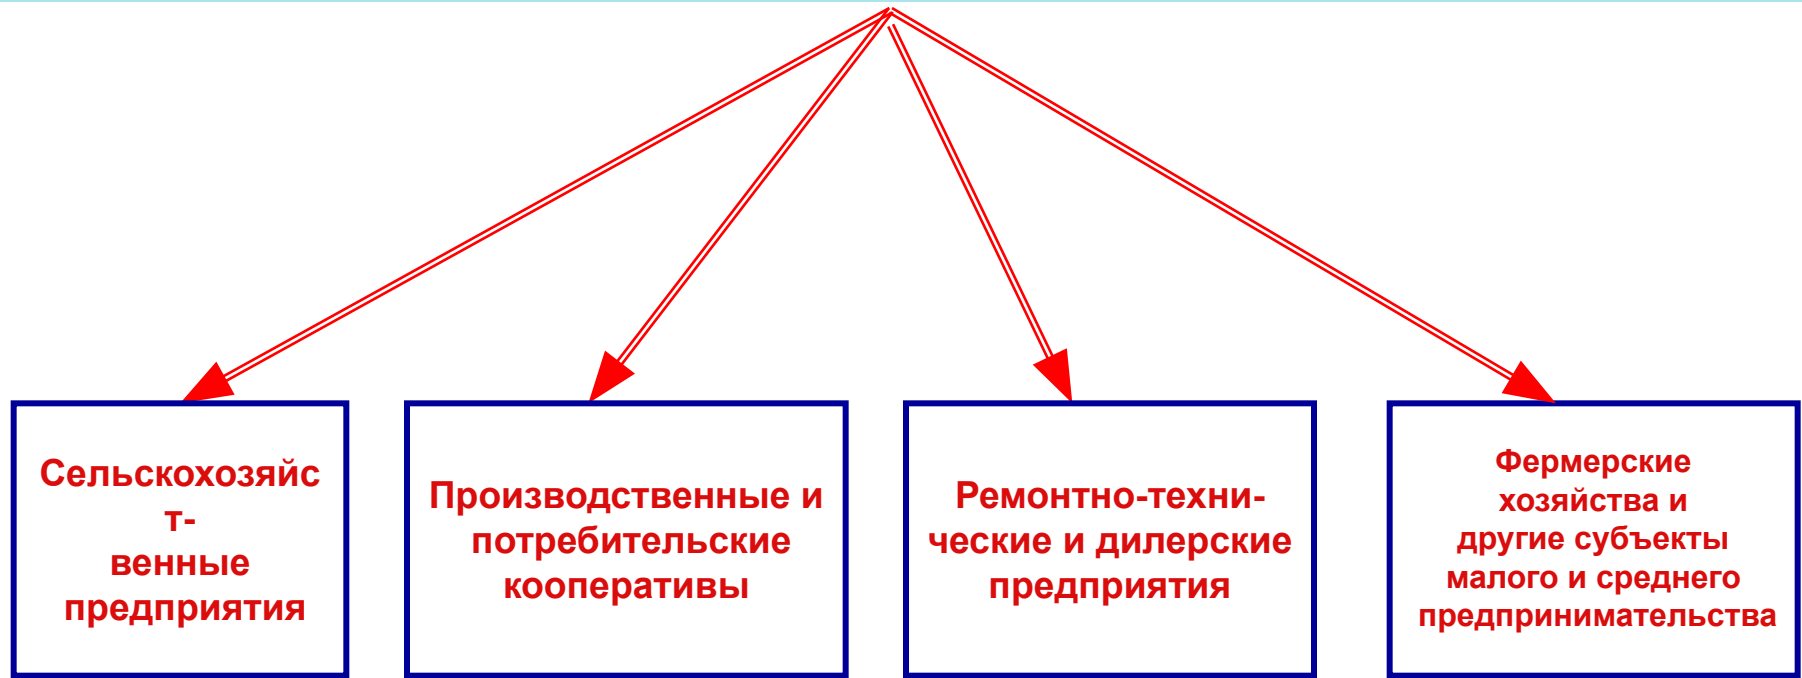 Сельскохозяйс
т-
венные
предприятия
Производственные и
потребительские
кооперативы
Ремонтно-техни-
ческие и дилерские
предприятия
Фермерские
хозяйства и
другие субъекты
малого и среднего
предпринимательства